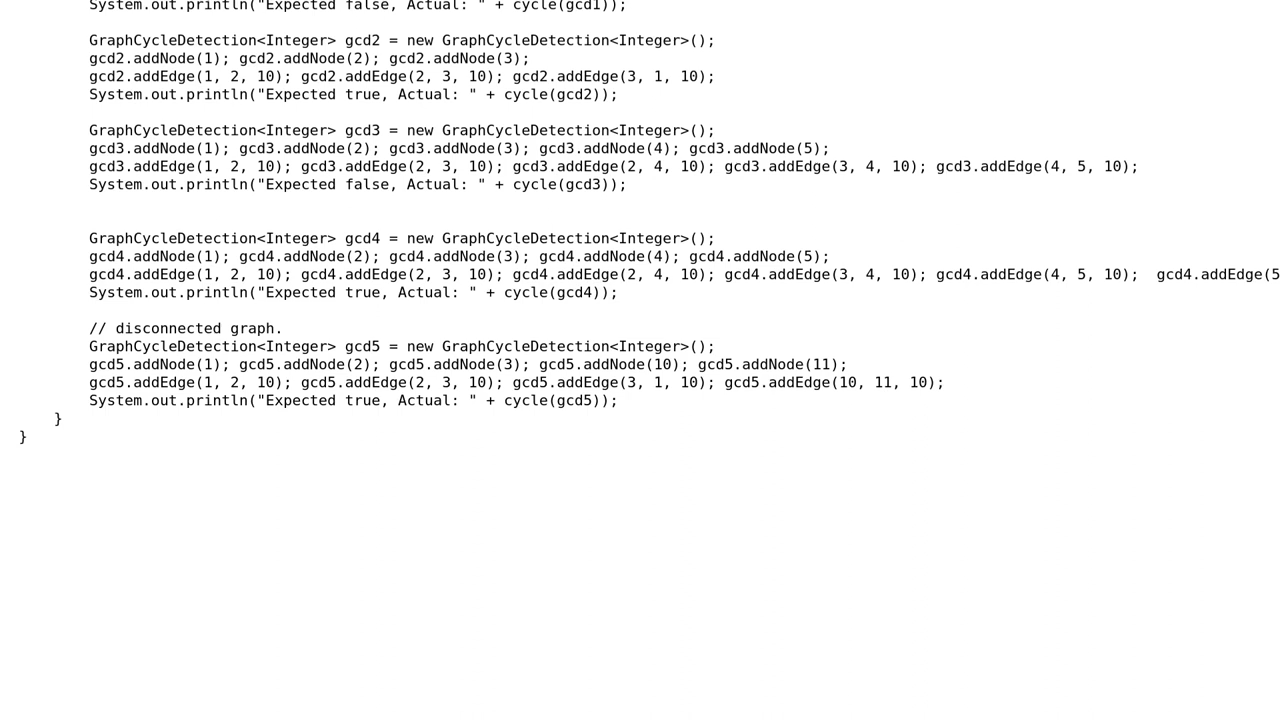 System.out.println("Expected false, Actual: " + cycle(gcd1));
GraphCycleDetection<Integer> gcd2 = new GraphCycleDetection<Integer>();
gcd2.addNode(1); gcd2.addNode(2); gcd2.addNode(3);
gcd2.addEdge(1, 2, 10); gcd2.addEdge(2, 3, 10); gcd2.addEdge(3, 1, 10);
System.out.println("Expected true, Actual: " + cycle(gcd2));
GraphCycleDetection<Integer> gcd3 = new GraphCycleDetection<Integer>();
gcd3.addNode(1); gcd3.addNode(2); gcd3.addNode(3); gcd3.addNode(4); gcd3.addNode(5);
gcd3.addEdge(1, 2, 10); gcd3.addEdge(2, 3, 10); gcd3.addEdge(2, 4, 10); gcd3.addEdge(3, 4, 10); gcd3.addEdge(4, 5, 10);
System.out.println("Expected false, Actual: " + cycle(gcd3));
GraphCycleDetection<Integer> gcd4 = new GraphCycleDetection<Integer>();
gcd4.addNode(1); gcd4.addNode(2); gcd4.addNode(3); gcd4.addNode(4); gcd4.addNode(5);
gcd4.addEdge(1, 2, 10); gcd4.addEdge(2, 3, 10); gcd4.addEdge(2, 4, 10); gcd4.addEdge(3, 4, 10); gcd4.addEdge(4, 5, 10);  gcd4.addEdge(5
System.out.println("Expected true, Actual: " + cycle(gcd4));
// disconnected graph.
GraphCycleDetection<Integer> gcd5 = new GraphCycleDetection<Integer>();
gcd5.addNode(1); gcd5.addNode(2); gcd5.addNode(3); gcd5.addNode(10); gcd5.addNode(11);
gcd5.addEdge(1, 2, 10); gcd5.addEdge(2, 3, 10); gcd5.addEdge(3, 1, 10); gcd5.addEdge(10, 11, 10);
System.out.println("Expected true, Actual: " + cycle(gcd5));
}
}